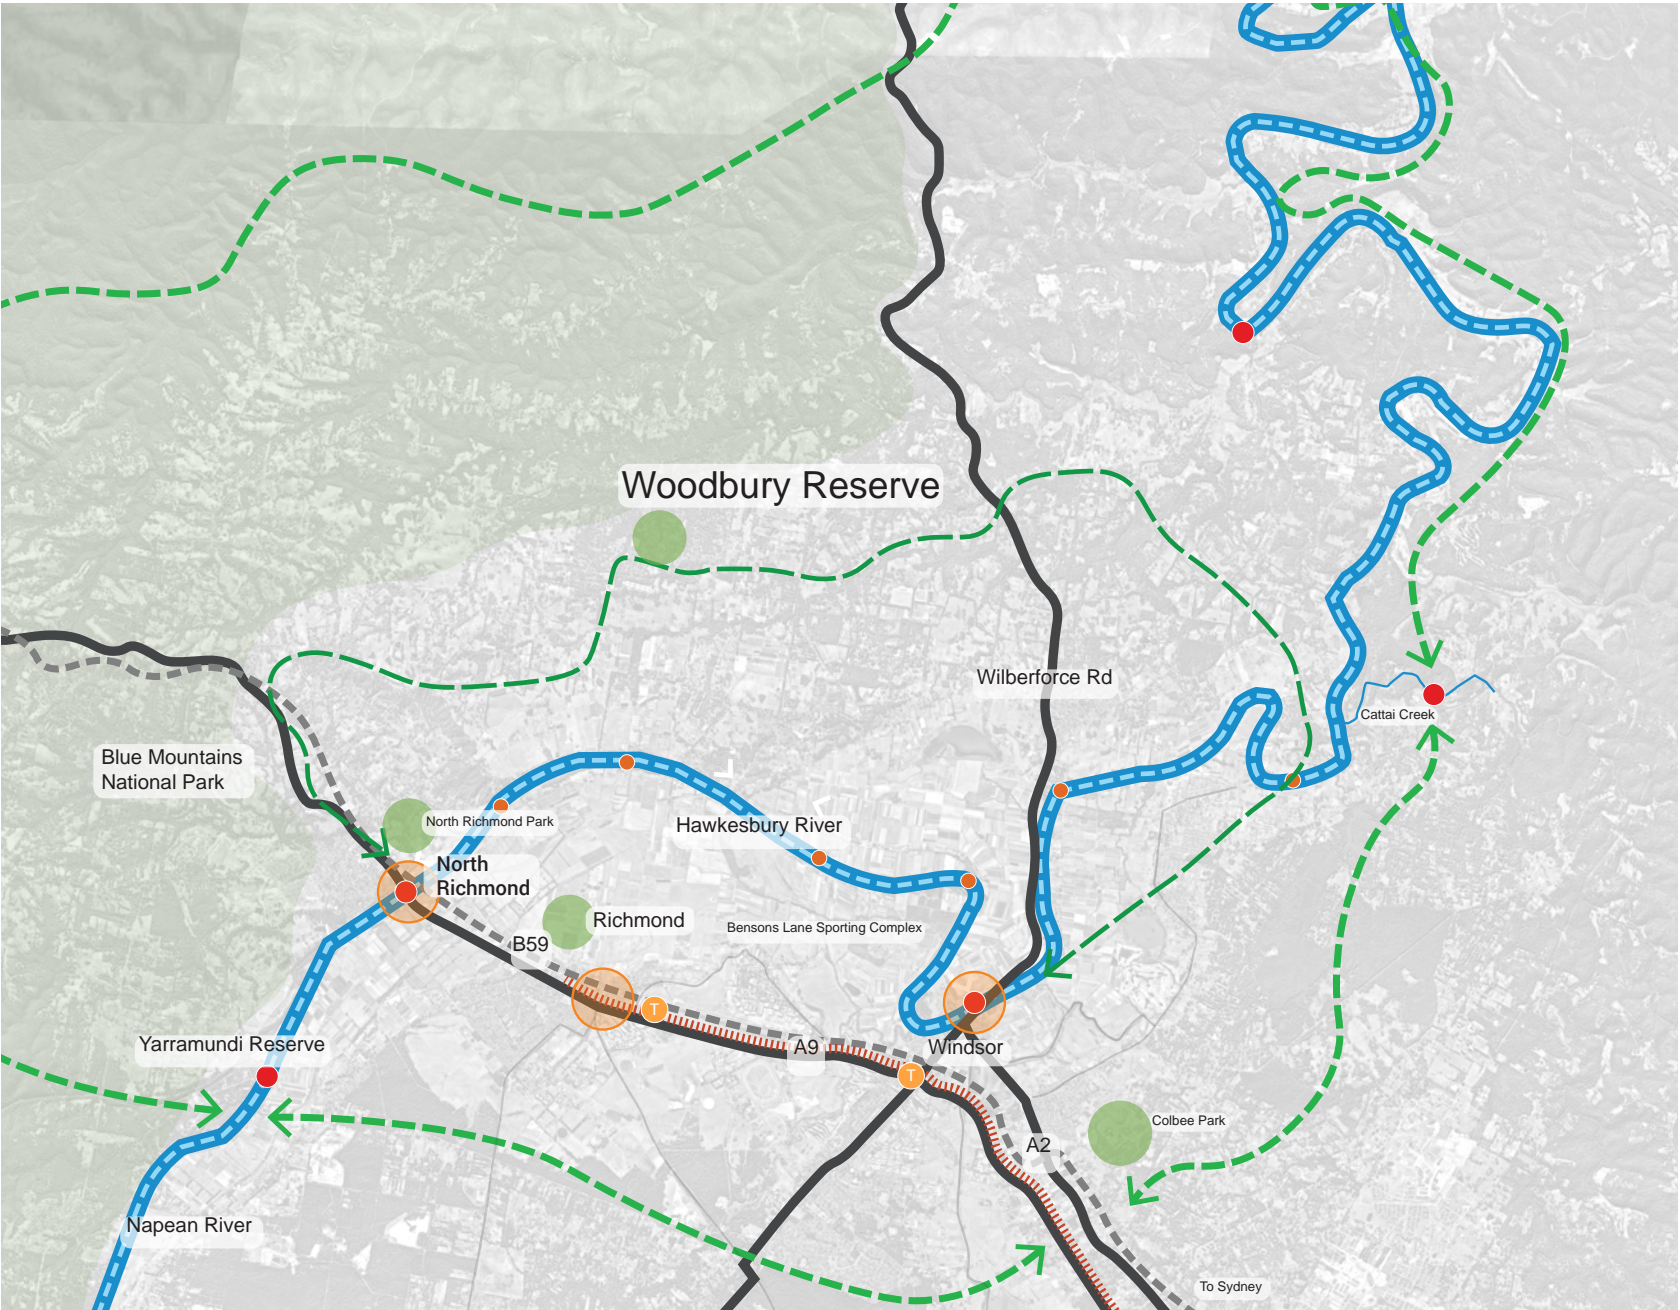 Woodbury Reserve
Wilberforce Rd
Cattai Creek
Blue Mountains
National Park
North Richmond Park
Hawkesbury River
North
Richmond
Richmond
Bensons Lane Sporting Complex
B59
T
Yarramundi Reserve
A9
Windsor
T
Colbee Park
A2
Napean River
To Sydney